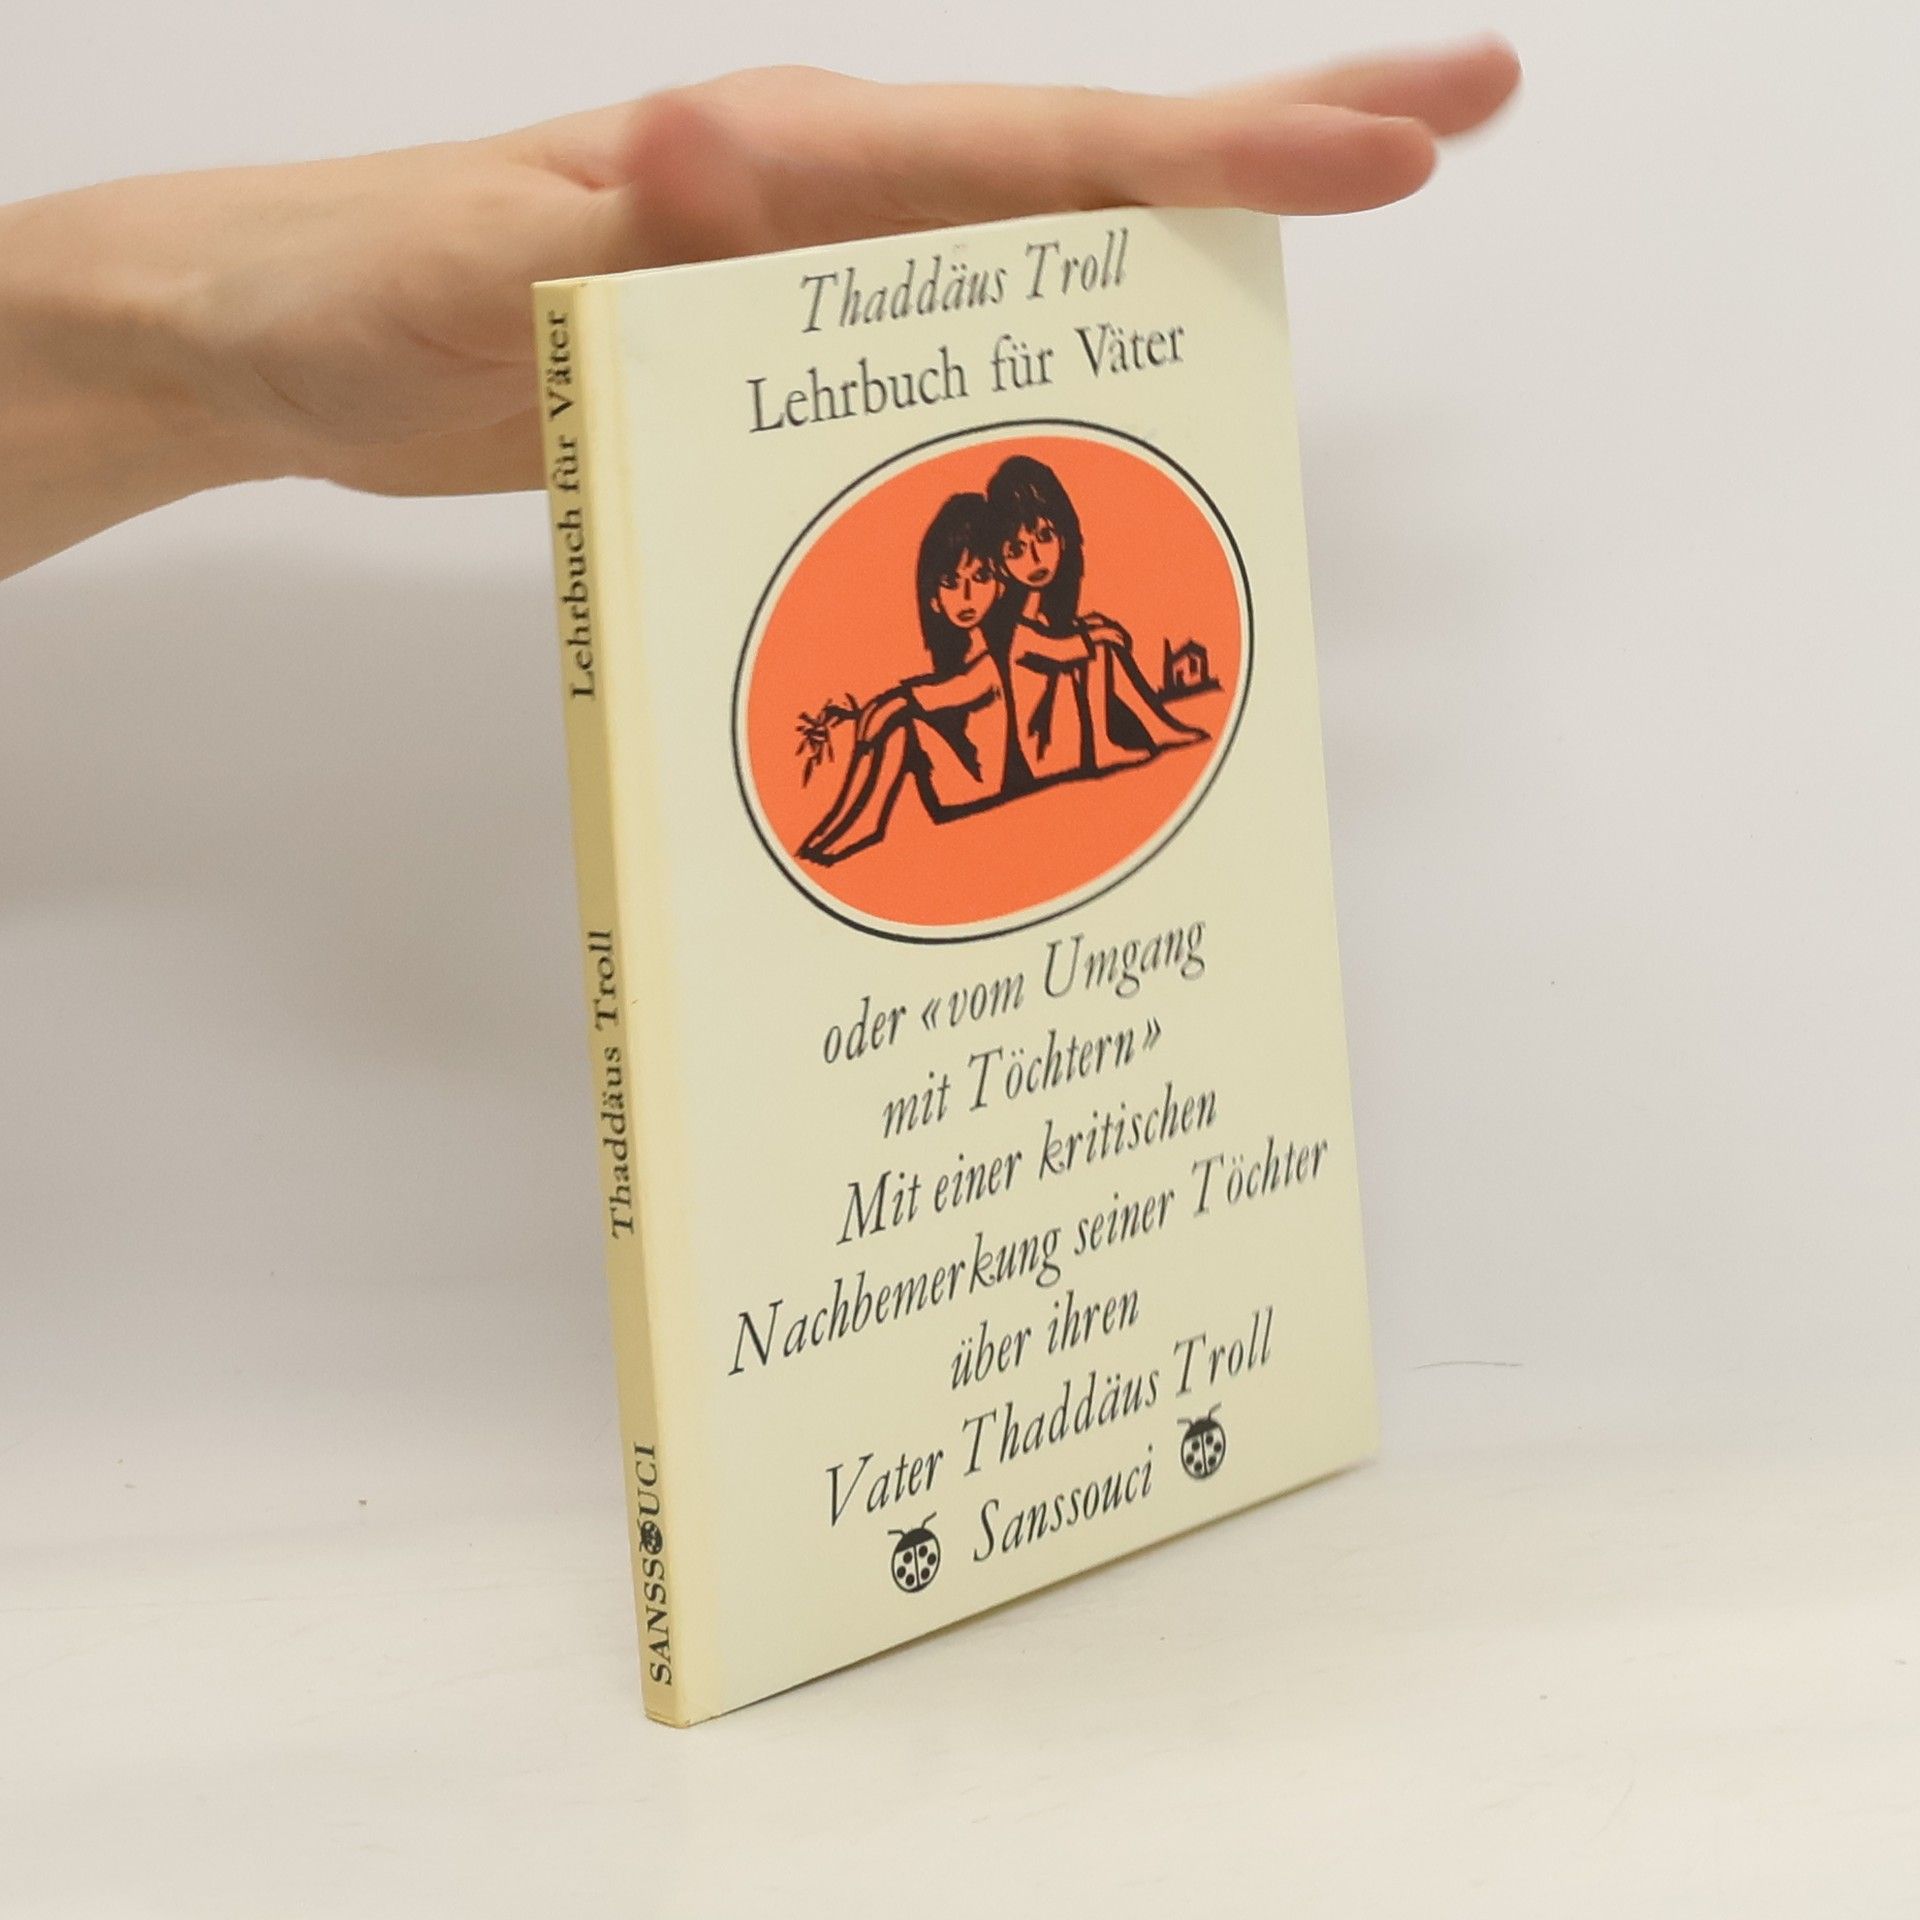 Thaddäus Troll
Lehrbuch für Väter
oder «vom Umgang
mit Töchtern»
Mit einer kritischen
Nachbemerkung seiner Töchter
über ihren
Vater Thaddäus Troll
Sanssouci
Lehrbuch für Väter
Thaddäus Troll
SANSSOUCI